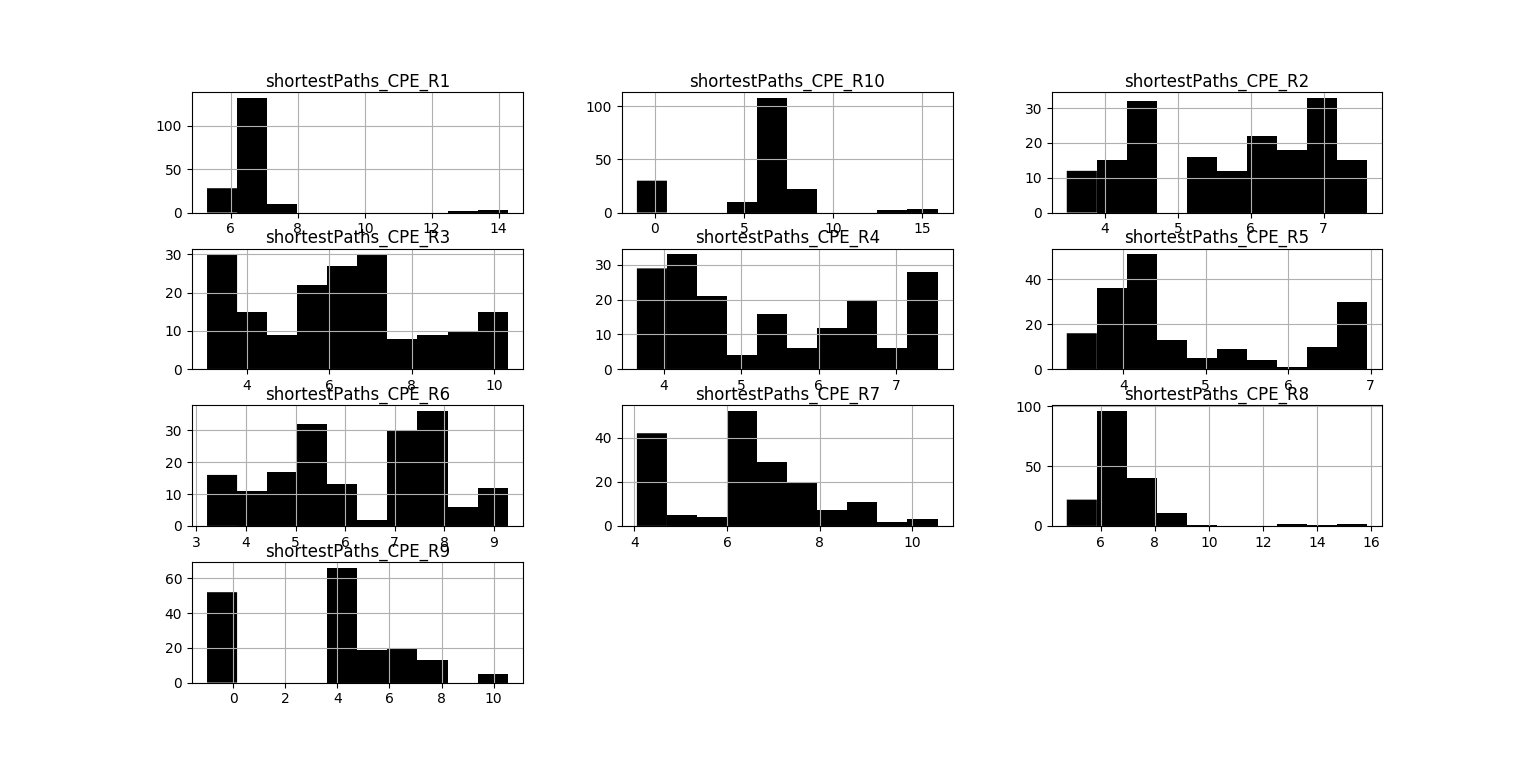 shortestPaths_CPE_R1
100
50
0
6 8 10 12 14
shortestPaths_CPE_R10
100
50
0
0 5 10 15
shortestPaths_CPE_R2
30
20
10
0
4 5 6 7
shortestPaths_CPE_R3
30
20
10
0
4 6 8 10
shortestPaths_CPE_R4
30
20
10
0
4 5 6 7
shortestPaths_CPE_R5
40
20
0
4 5 6 7
shortestPaths_CPE_R6
30
20
10
0
3 4 5 6 7 8 9
shortestPaths_CPE_R7
40
20
0
4 6 8 10
shortestPaths_CPE_R8
100
50
0
6 8 10 12 14 16
shortestPaths_CPE_R9
60
40
20
0
0 2 4 6 8 10